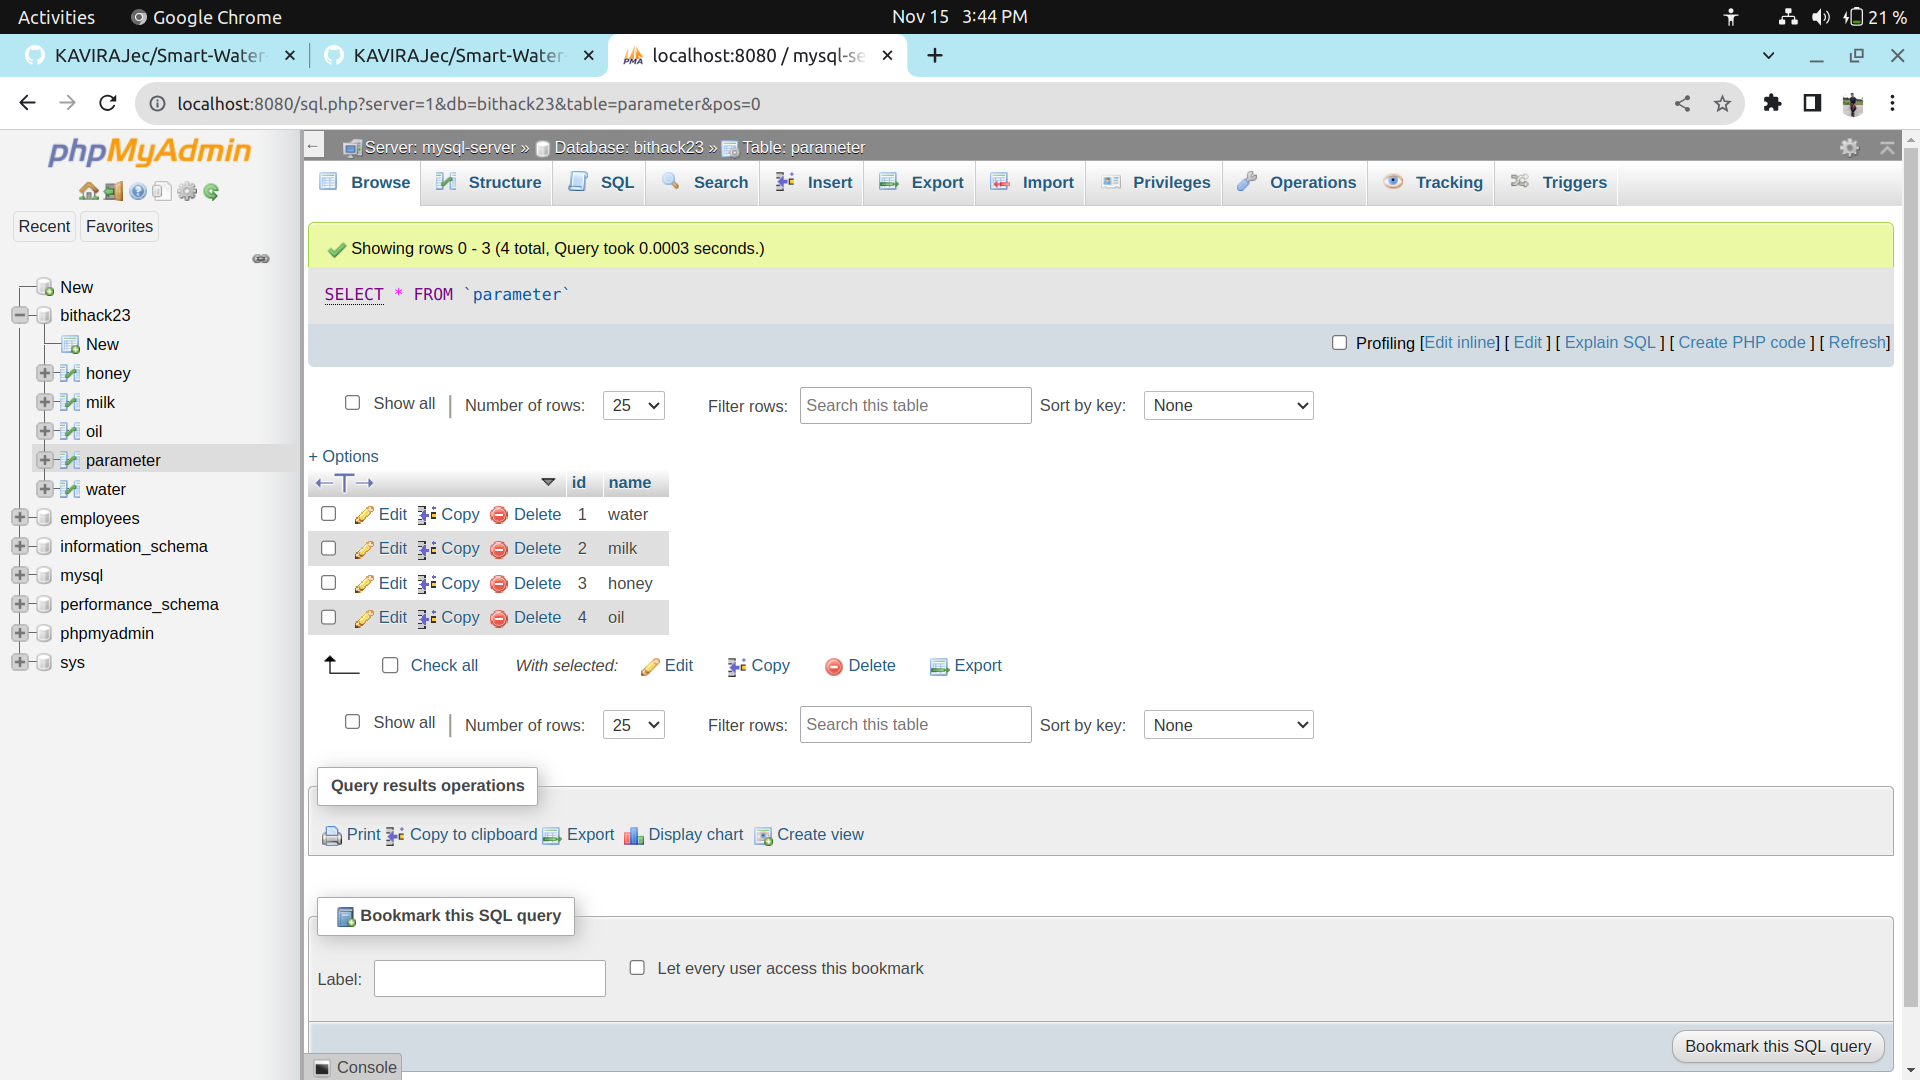 Activities
Google Chrome
Nov 15 3:44 PM
21 %
KAVIRAJec/Smart-Water-
KAVIRAJec/Smart-Water-
PMA
localhost:8080 / mysql-se
localhost:8080/sql.php?server=1&db=bithack23&table=parameter&pos=0
phpMyAdmin
Recent
Favorites
New
bithack23
New
honey
milk
oil
parameter
water
employees
information_schema
mysql
performance_schema
phpmyadmin
sys
Server: mysql-server » Database: bithack23 » Table: parameter
Browse Structure SQL Search Insert Export Import Privileges Operations Tracking Triggers
Showing rows 0 - 3 (4 total, Query took 0.0003 seconds.)
SELECT * FROM `parameter`
Profiling [Edit inline] [ Edit ] [ Explain SQL ] [ Create PHP code ] [ Refresh]
Show all | Number of rows: 25 Filter rows: Search this table Sort by key: None
+ Options
←T→ id name
Edit Copy Delete 1 water
Edit Copy Delete 2 milk
Edit Copy Delete 3 honey
Edit Copy Delete 4 oil
Check all With selected: Edit Copy Delete Export
Show all | Number of rows: 25 Filter rows: Search this table Sort by key: None
Query results operations
Print Copy to clipboard Export Display chart Create view
Bookmark this SQL query
Label: Let every user access this bookmark
Bookmark this SQL query
Console